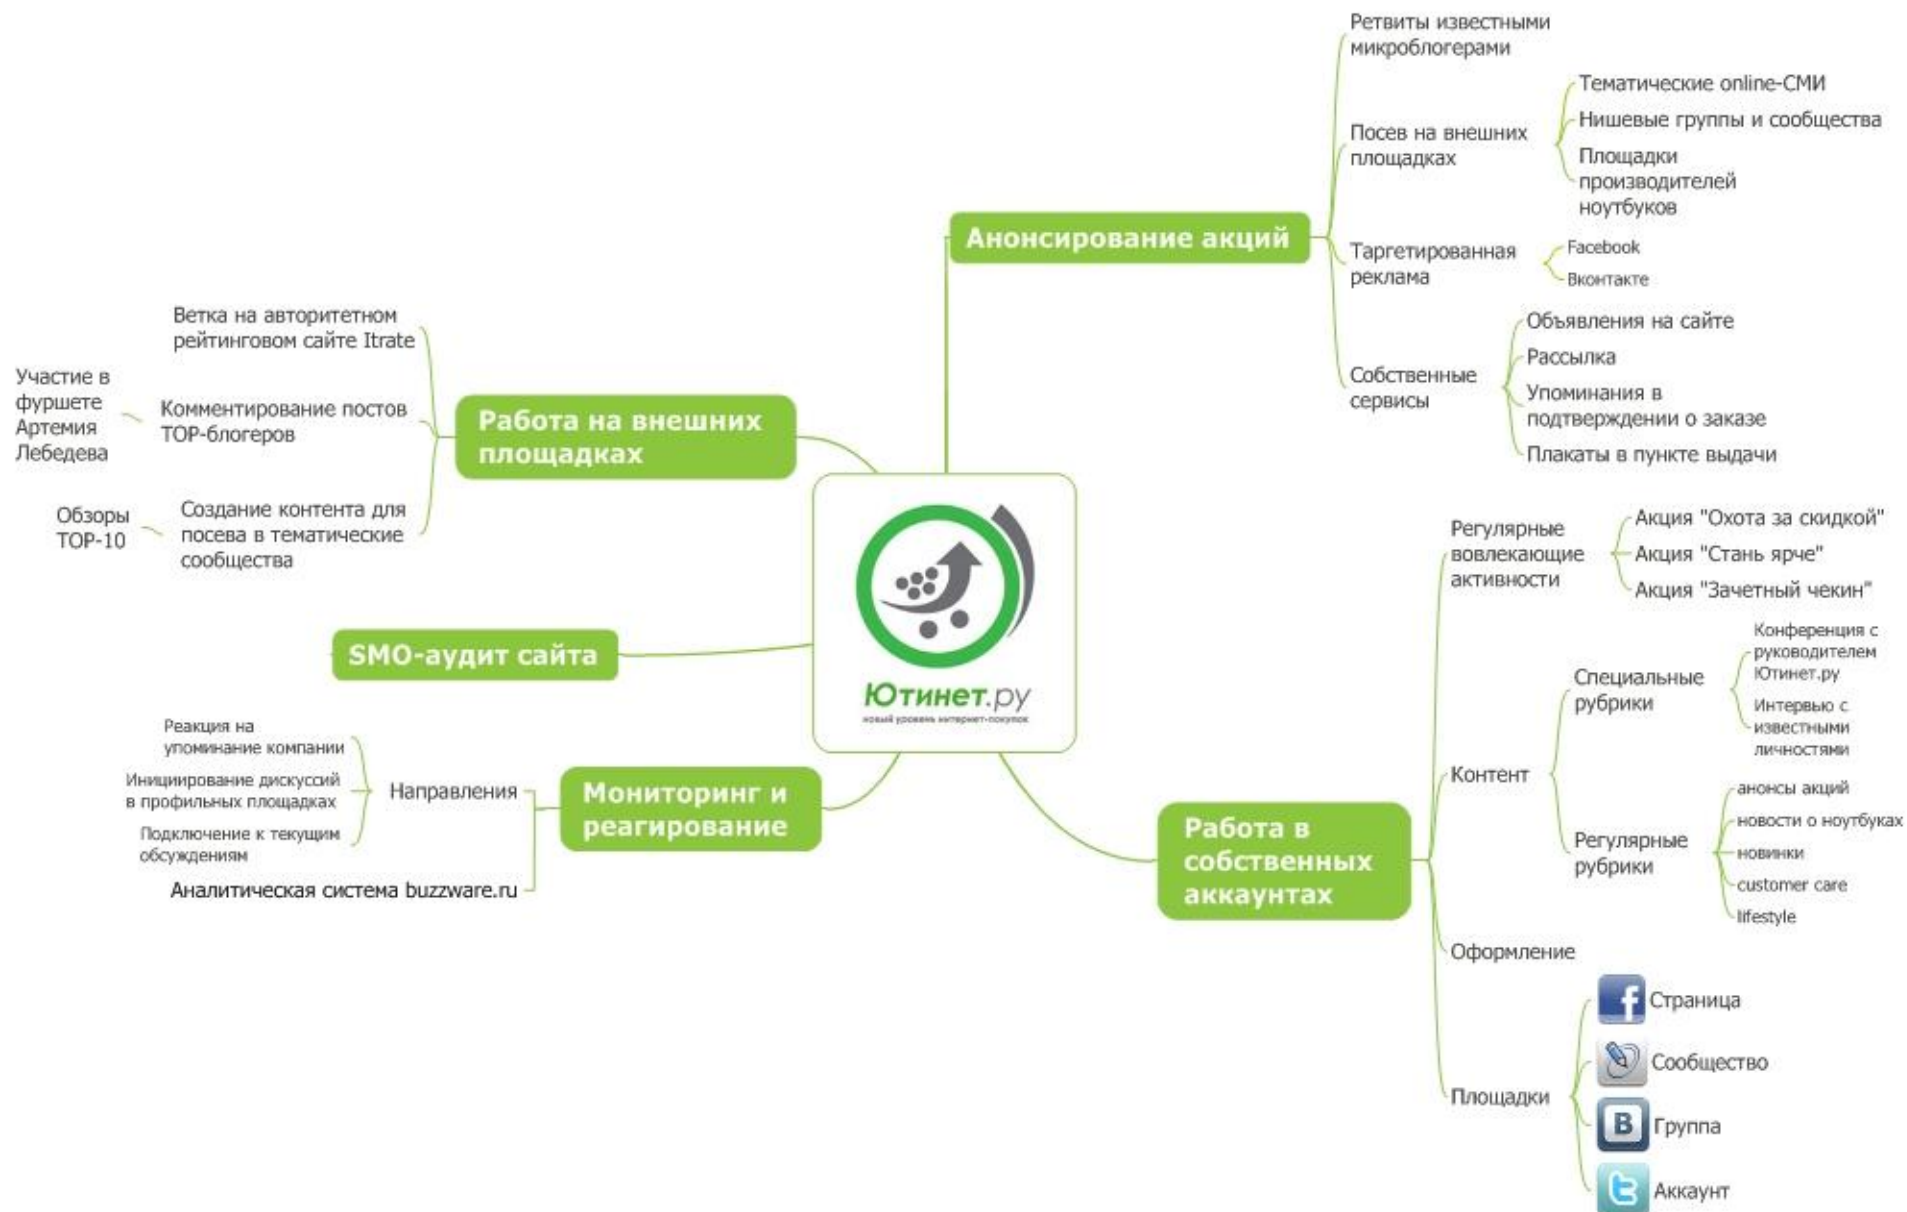 Ретвиты известными
микроблогерами
Посев на внешних
площадках
Тематические online-СМИ
Нишевые группы и сообщества
Площадки
производителей
ноутбуков
Анонсирование акций
Таргетированная
реклама
Facebook
Вконтакте
Собственные
сервисы
Объявления на сайте
Рассылка
Упоминания в
подтверждении о заказе
Плакаты в пункте выдачи
Ветка на авторитетном
рейтинговом сайте Itrate
Участие в
фуршете
Артемия
Лебедева
Комментирование постов
TOP-блогеров
Работа на внешних
площадках
Обзоры
TOP-10
Создание контента для
посева в тематические
сообщества
SMO-аудит сайта
Ютинет.ру
новый уровень интернет-покупок
Реакция на
упоминание компании
Инициирование дискуссий
в профильных площадках
Подключение к текущим
обсуждениям
Направления
Аналитическая система buzzware.ru
Мониторинг и
реагирование
Работа в
собственных
аккаунтах
Регулярные
вовлекающие
активности
Акция "Охота за скидкой"
Акция "Стань ярче"
Акция "Зачетный чекин"
Контент
Специальные
рубрики
Конференция с
руководителем
Ютинет.ру
Интервью с
известными
личностями
Регулярные
рубрики
анонсы акций
новости о ноутбуках
новинки
customer care
lifestyle
Оформление
Площадки
f Страница
Сообщество
В Группа
t Аккаунт